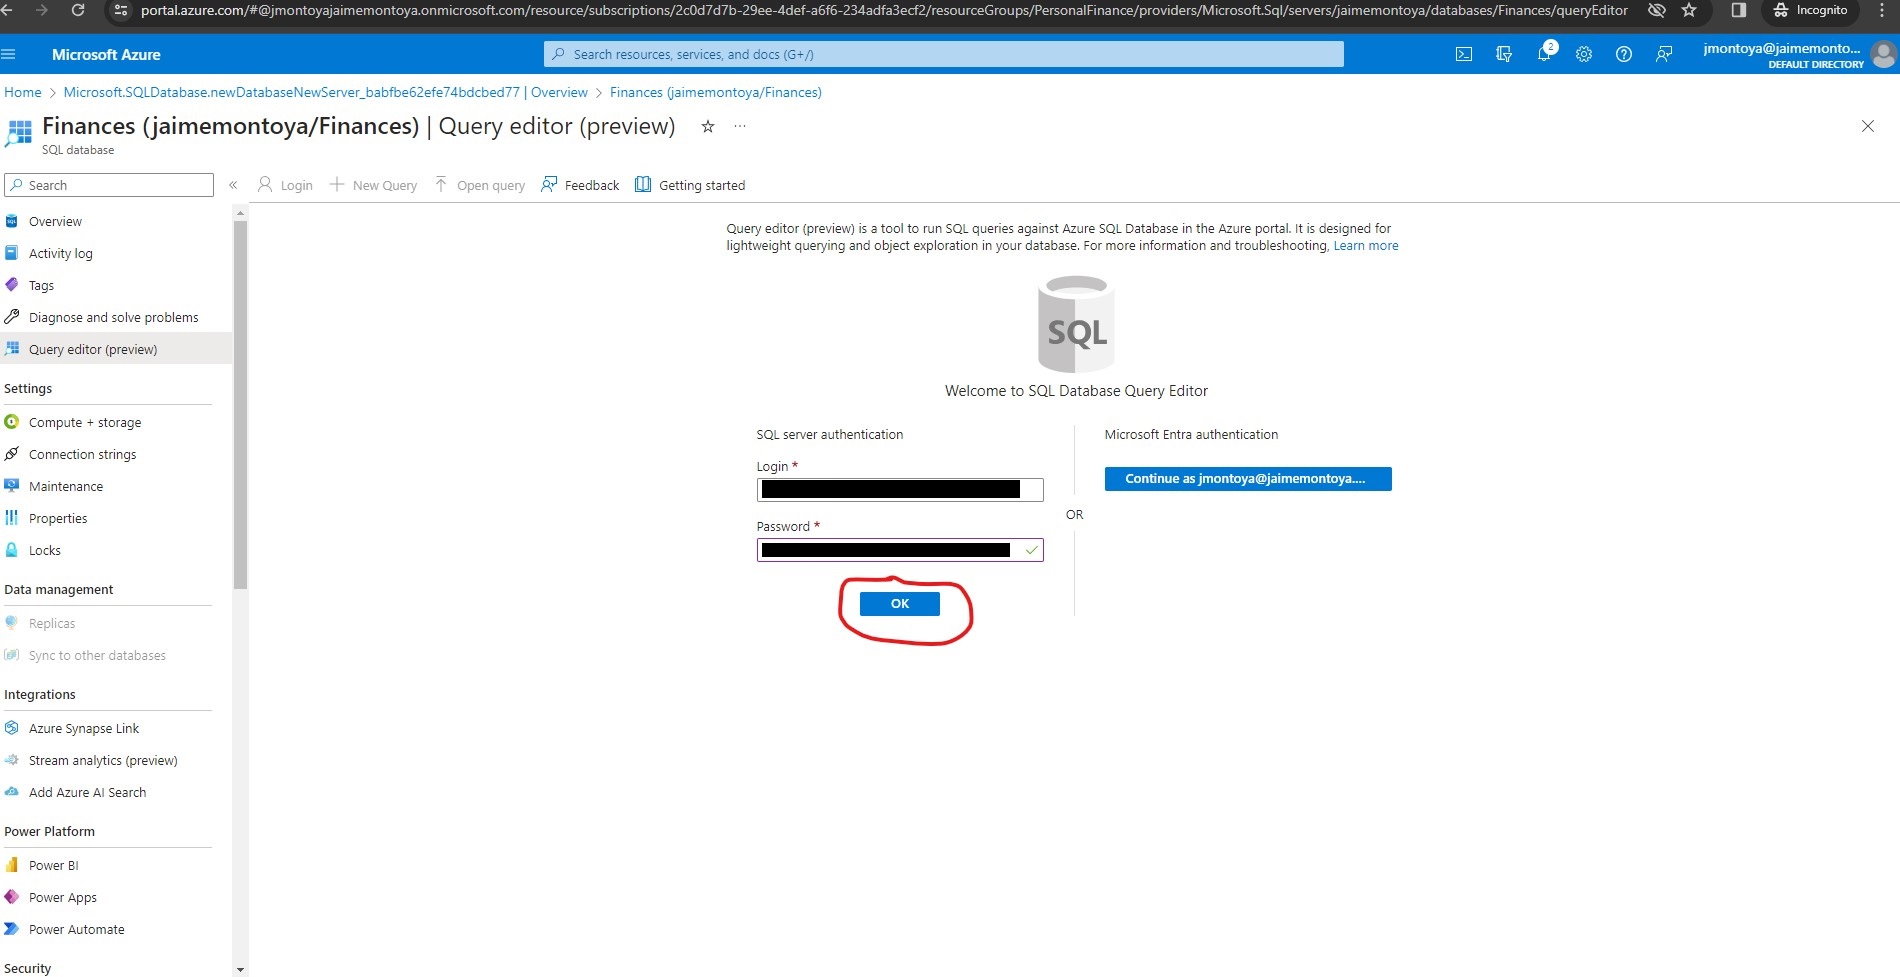 portal.azure.com/#@jmontoyajaimemontoya.onmicrosoft.com/resource/subscriptions/2c0d7d7b-29ee-4def-a6f6-234adfa3ecf2/resourceGroups/PersonalFinance/providers/Microsoft.Sql/servers/jaimemontoya/databases/Finances/queryEditor
Incognito
Microsoft Azure
Search resources, services, and docs (G+/)
2
jmontoya@jaimemonto...
DEFAULT DIRECTORY
Home > Microsoft.SQLDatabase.newDatabaseNewServer_babfbe62efe74bdcbed77 | Overview > Finances (jaimemontoya/Finances)
Finances (jaimemontoya/Finances) | Query editor (preview)
SQL database
Search
Login
New Query
Open query
Feedback
Getting started
Overview
Activity log
Tags
Diagnose and solve problems
Query editor (preview)
Settings
Compute + storage
Connection strings
Maintenance
Properties
Locks
Data management
Replicas
Sync to other databases
Integrations
Azure Synapse Link
Stream analytics (preview)
Add Azure AI Search
Power Platform
Power BI
Power Apps
Power Automate
Security
Query editor (preview) is a tool to run SQL queries against Azure SQL Database in the Azure portal. It is designed for
lightweight querying and object exploration in your database. For more information and troubleshooting, Learn more
SQL
Welcome to SQL Database Query Editor
SQL server authentication
Login *
Password *
OK
OR
Microsoft Entra authentication
Continue as jmontoya@jaimemontoya....